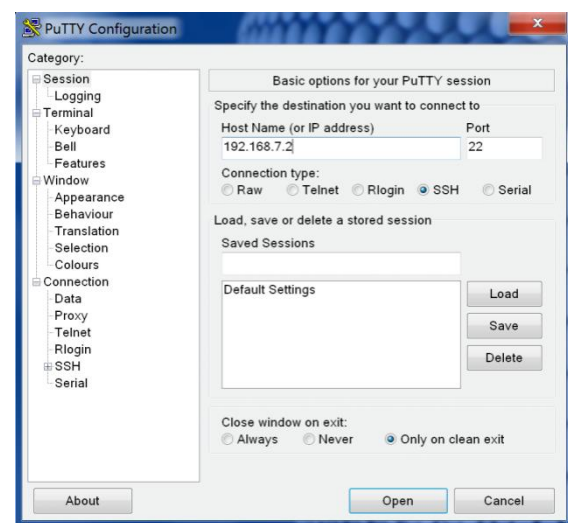 PuTTY Configuration
x
Category:
Session
Logging
Terminal
Keyboard
Bell
Features
Window
Appearance
Behaviour
Translation
Selection
Colours
Connection
Data
Proxy
Telnet
Rlogin
SSH
Serial
Basic options for your PuTTY session
Specify the destination you want to connect to
Host Name (or IP address) Port
192.168.7.2 22
Connection type:
Raw Telnet Rlogin SSH Serial
Load, save or delete a stored session
Saved Sessions
Default Settings
Load
Save
Delete
Close window on exit:
Always Never Only on clean exit
About Open Cancel